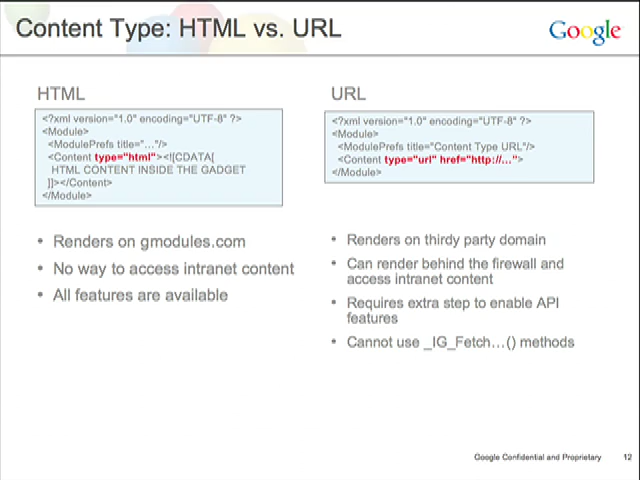 Content Type: HTML vs. URL
Google
HTML
<?xml version="1.0" encoding="UTF-8" ?>
<Module>
<ModulePrefs title="…"/>
<Content type="html"><![CDATA[
HTML CONTENT INSIDE THE GADGET
]]></Content>
</Module>
• Renders on gmodules.com
• No way to access intranet content
• All features are available
URL
<?xml version="1.0" encoding="UTF-8" ?>
<Module>
<ModulePrefs title="Content Type URL"/>
<Content type="url" href="http://…">
</Module>
• Renders on thirdy party domain
• Can render behind the firewall and
access intranet content
• Requires extra step to enable API
features
• Cannot use _IG_Fetch…() methods
Google Confidential and Proprietary 12